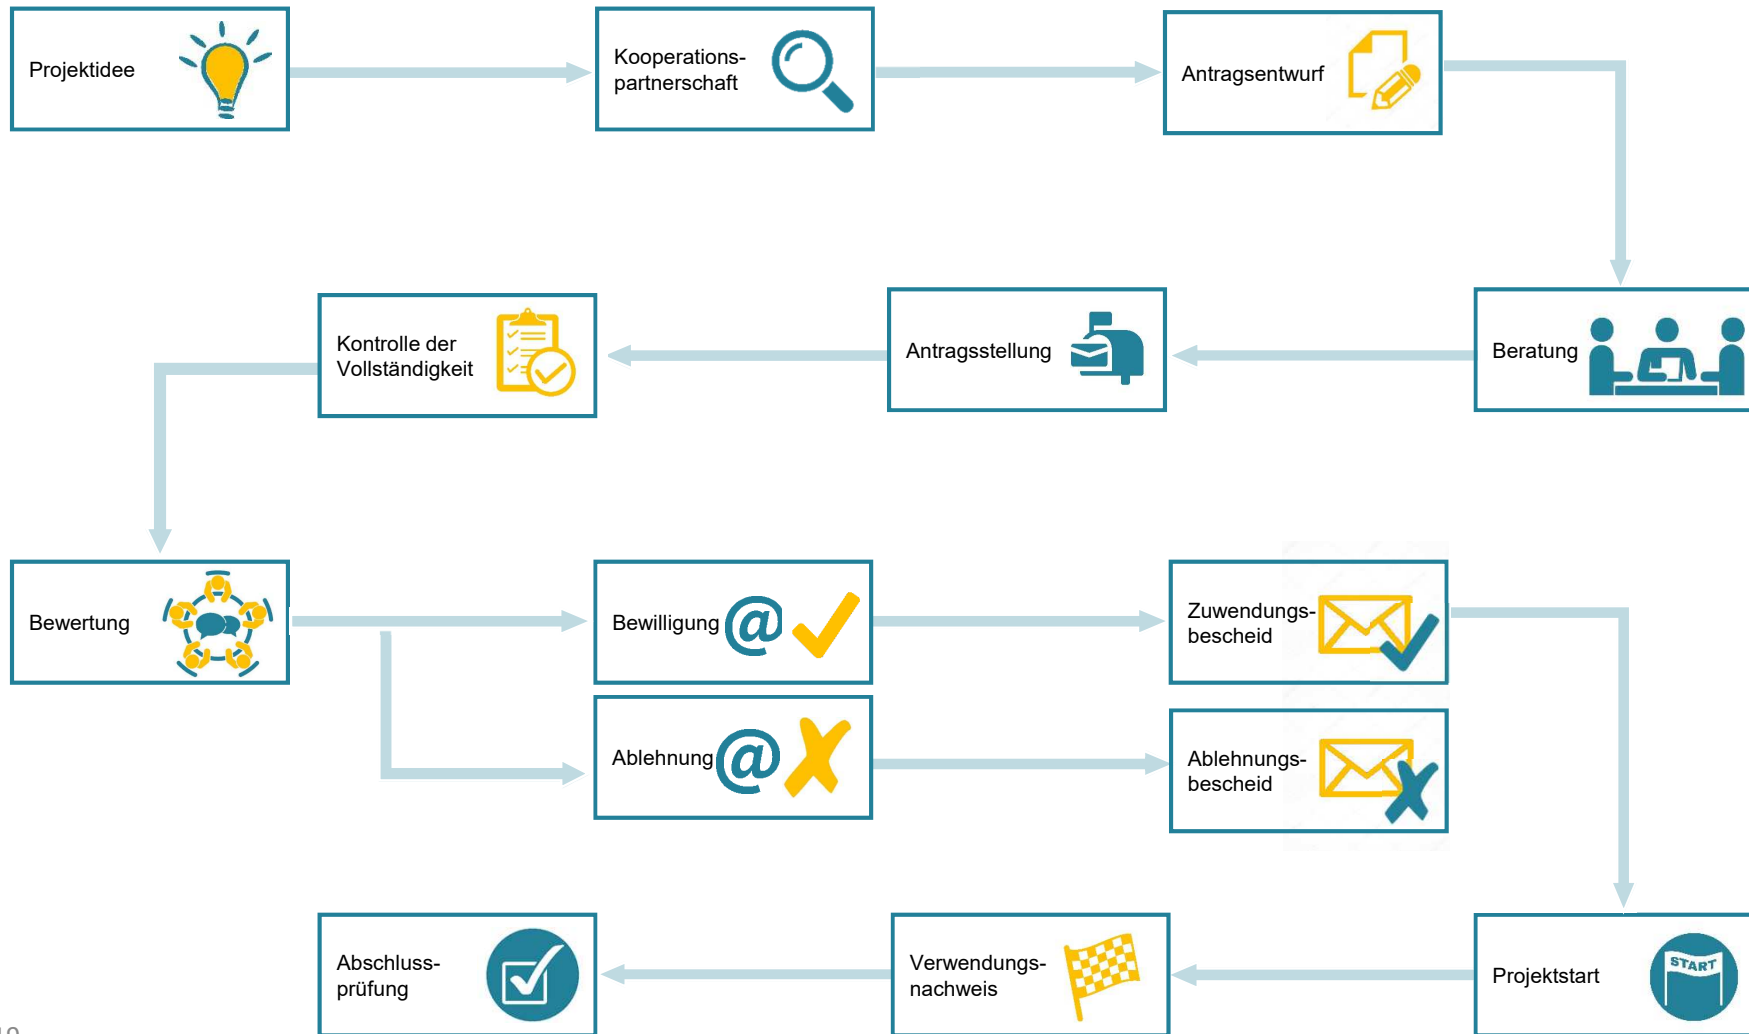 Projektidee
Kooperations-
partnerschaft
Antragsentwurf
Kontrolle der
Vollständigkeit
Antragsstellung
Beratung
Bewertung
Bewilligung @
Zuwendungs-
bescheid
Ablehnung @
Ablehnungs-
bescheid
Abschluss-
prüfung
Verwendungs-
nachweis
Projektstart
START